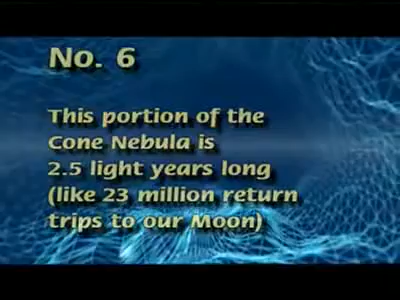 No. 6
This portion of the
Cone Nebula is
2.5 light years long
(like 23 million return
trips to our Moon)